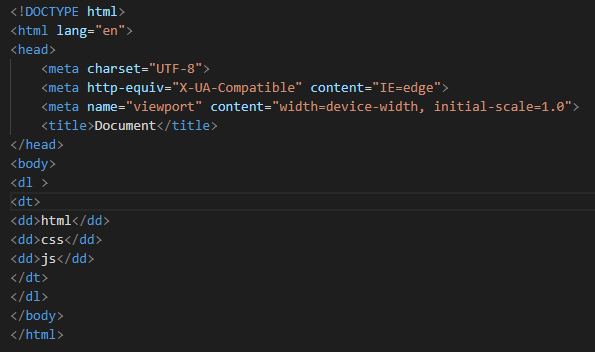 <!DOCTYPE html>
<html lang="en">
<head>
    <meta charset="UTF-8">
    <meta http-equiv="X-UA-Compatible" content="IE=edge">
    <meta name="viewport" content="width=device-width, initial-scale=1.0">
    <title>Document</title>
</head>
<body>
<dl >
<dt>
<dd>html</dd>
<dd>css</dd>
<dd>js</dd>
</dt>
</dl>
</body>
</html>